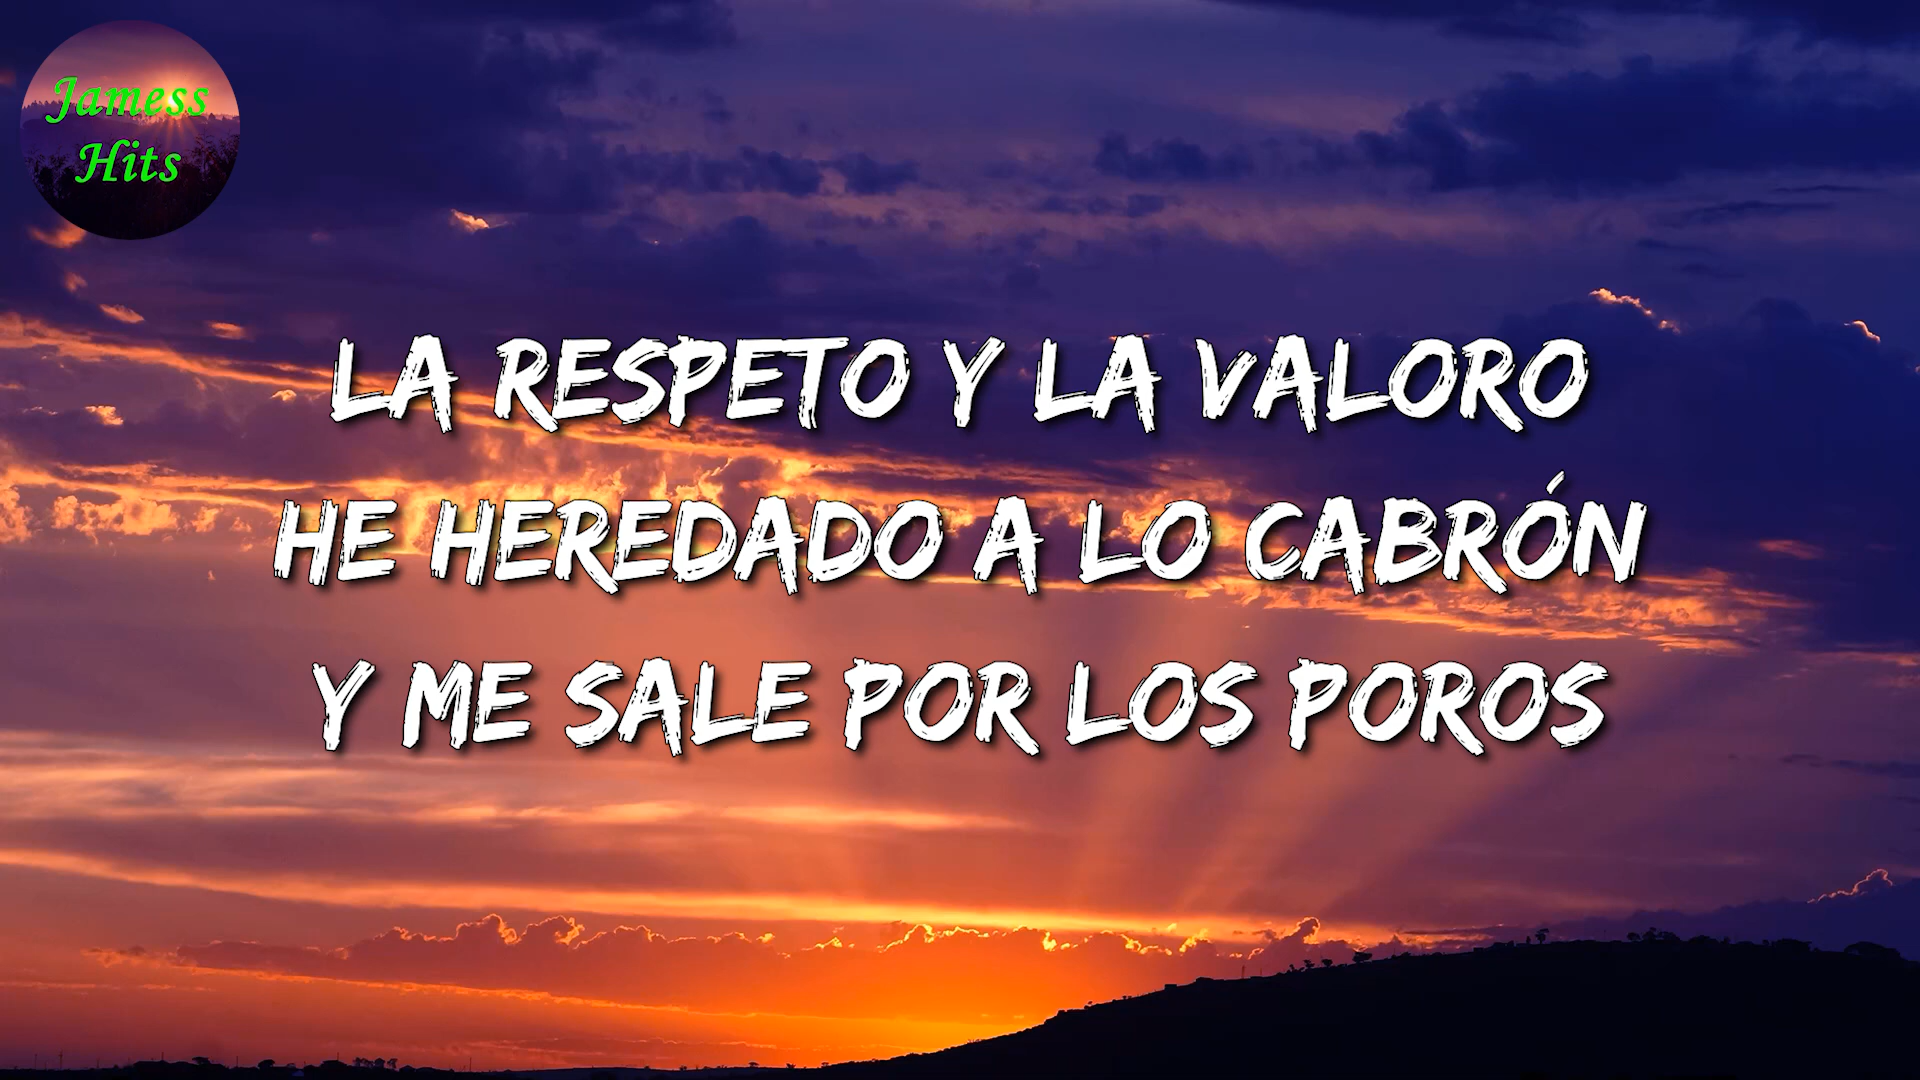 Jamess
Hits
LA RESPETO Y LA VALORO
HE HEREDADO A LO CABRÓN
Y ME SALE POR LOS POROS